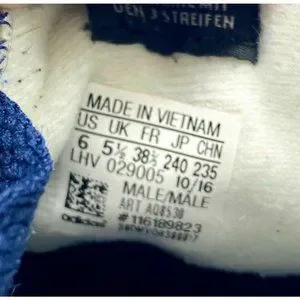 DEN 3 STREIFEN
MADE IN VIETNAM
US UK FR JP CHN
6 5½ 38⅔ 240 235
LHV 029005 10/16
MALE/MALE
ART AQ8530
#116189823
adidas